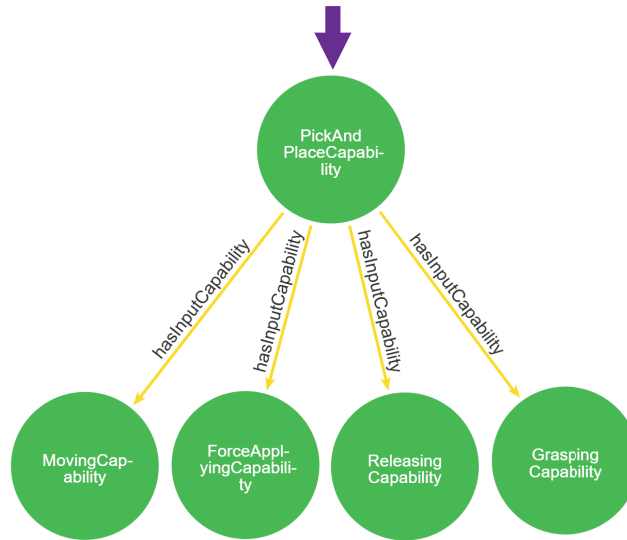 PickAnd
PlaceCapabi-
lity
hasInputCapability
hasInputCapability
hasInputCapability
hasInputCapability
MovingCap-
ability
ForceAppl-
yingCapabili-
ty
Releasing
Capability
Grasping
Capability